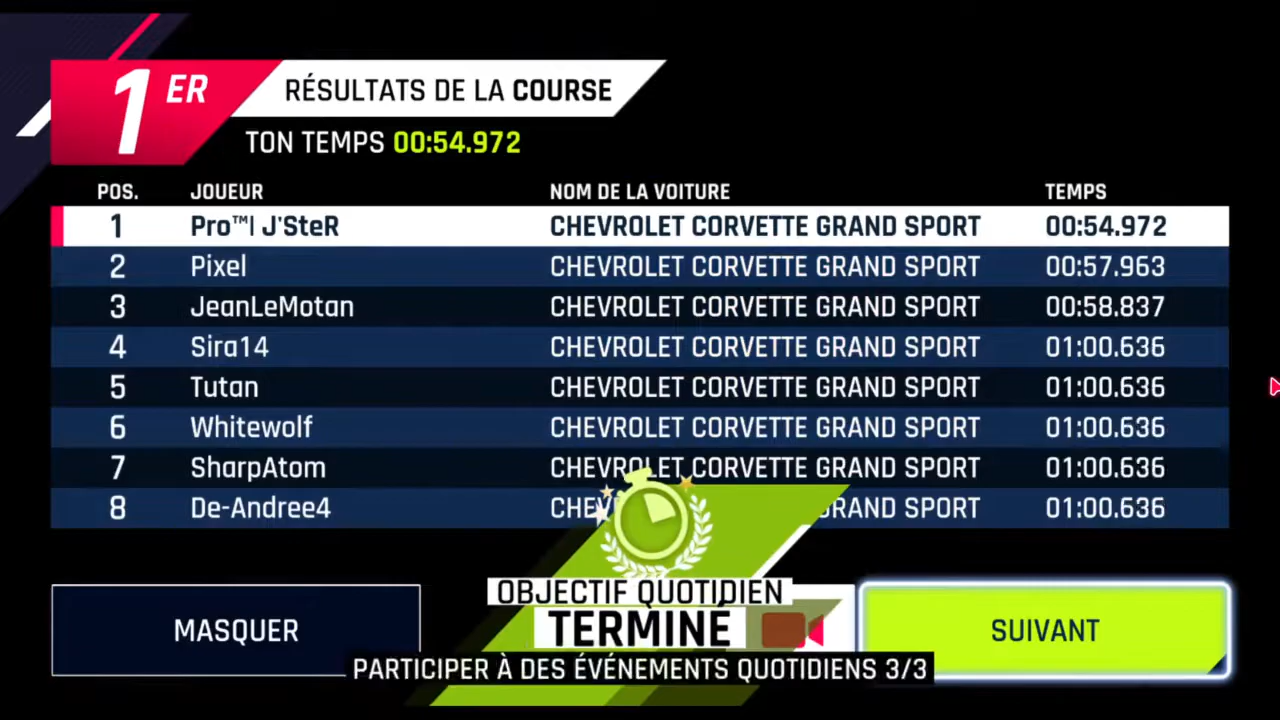 1ER
RÉSULTATS DE LA COURSE
TON TEMPS 00:54.972
POS. JOUEUR NOM DE LA VOITURE TEMPS
1 Pro™| J'SteR CHEVROLET CORVETTE GRAND SPORT 00:54.972
2 Pixel CHEVROLET CORVETTE GRAND SPORT 00:57.963
3 JeanLeMotan CHEVROLET CORVETTE GRAND SPORT 00:58.837
4 Sira14 CHEVROLET CORVETTE GRAND SPORT 01:00.636
5 Tutan CHEVROLET CORVETTE GRAND SPORT 01:00.636
6 Whitewolf CHEVROLET CORVETTE GRAND SPORT 01:00.636
7 SharpAtom CHEVROLET CORVETTE GRAND SPORT 01:00.636
8 De-Andree4 CHEV GRAND SPORT 01:00.636
OBJECTIF QUOTIDIEN
MASQUER TERMINÉ SUIVANT
PARTICIPER À DES ÉVÉNEMENTS QUOTIDIENS 3/3